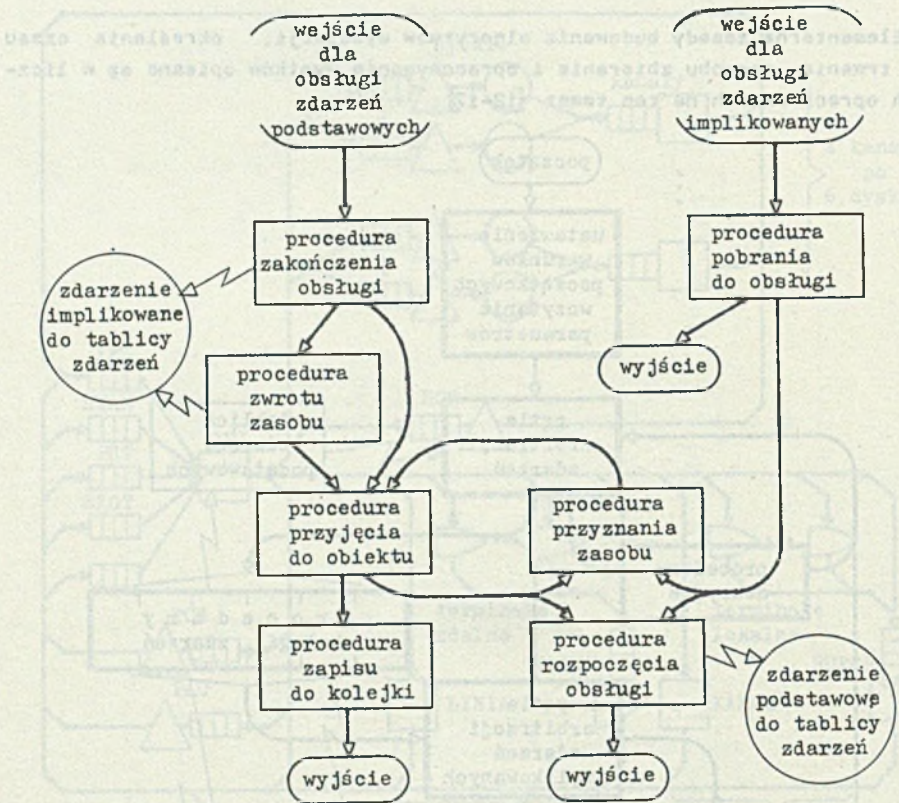 wejście
dla
obsługi
zdarzeń
podstawowych
wejście
dla
obsługi
zdarzeń
implikowanych
procedura
zakończenia
obsługi
procedura
pobrania
do obsługi
zdarzenie
implikowane
do tablicy
zdarzeń
wyjście
procedura
zwrotu
zasobu
procedura
przyjęcia
do obiektu
procedura
przyznania
zasobu
procedura
zapisu
do kolejki
procedura
rozpoczęcia
obsługi
zdarzenie
podstawowe
do tablicy
zdarzeń
wyjście
wyjście